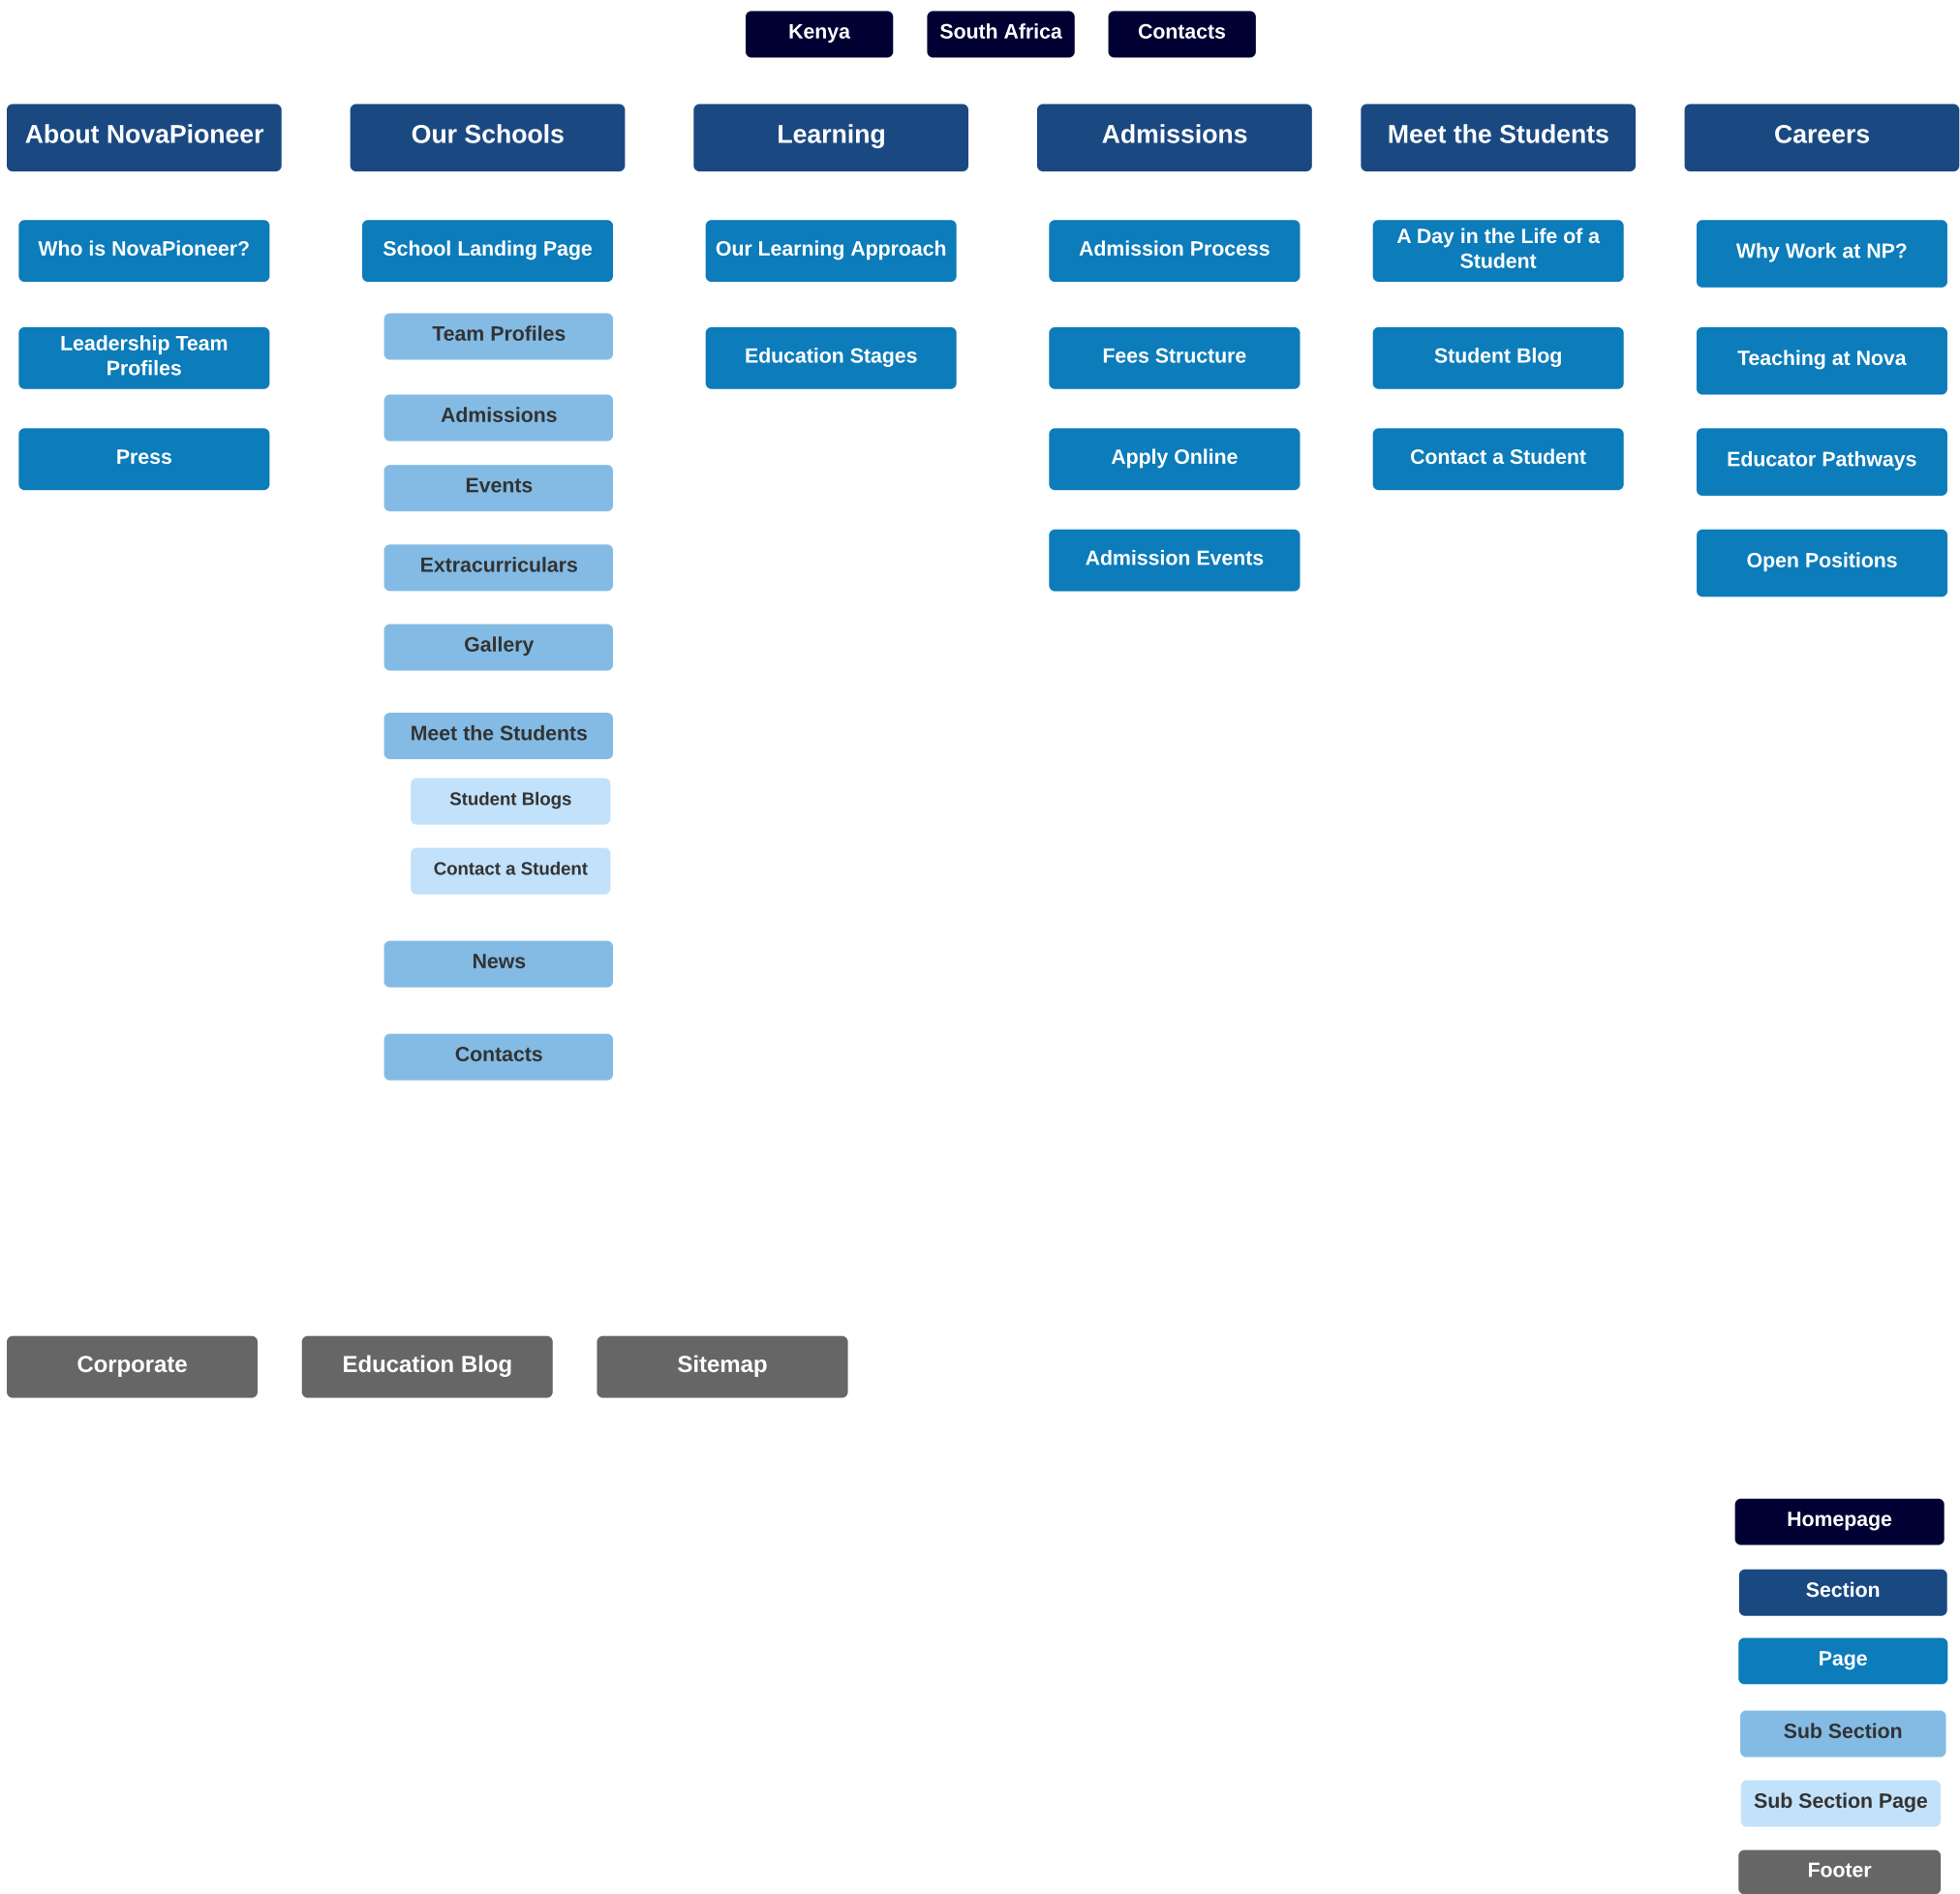 Kenya
South Africa
Contacts
About NovaPioneer
Our Schools
Learning
Admissions
Meet the Students
Careers
Who is NovaPioneer?
Leadership Team
Profiles
Press
School Landing Page
Team Profiles
Admissions
Events
Extracurriculars
Gallery
Meet the Students
Student Blogs
Contact a Student
News
Contacts
Our Learning Approach
Education Stages
Admission Process
Fees Structure
Apply Online
Admission Events
A Day in the Life of a
Student
Student Blog
Contact a Student
Why Work at NP?
Teaching at Nova
Educator Pathways
Open Positions
Corporate
Education Blog
Sitemap
Homepage
Section
Page
Sub Section
Sub Section Page
Footer